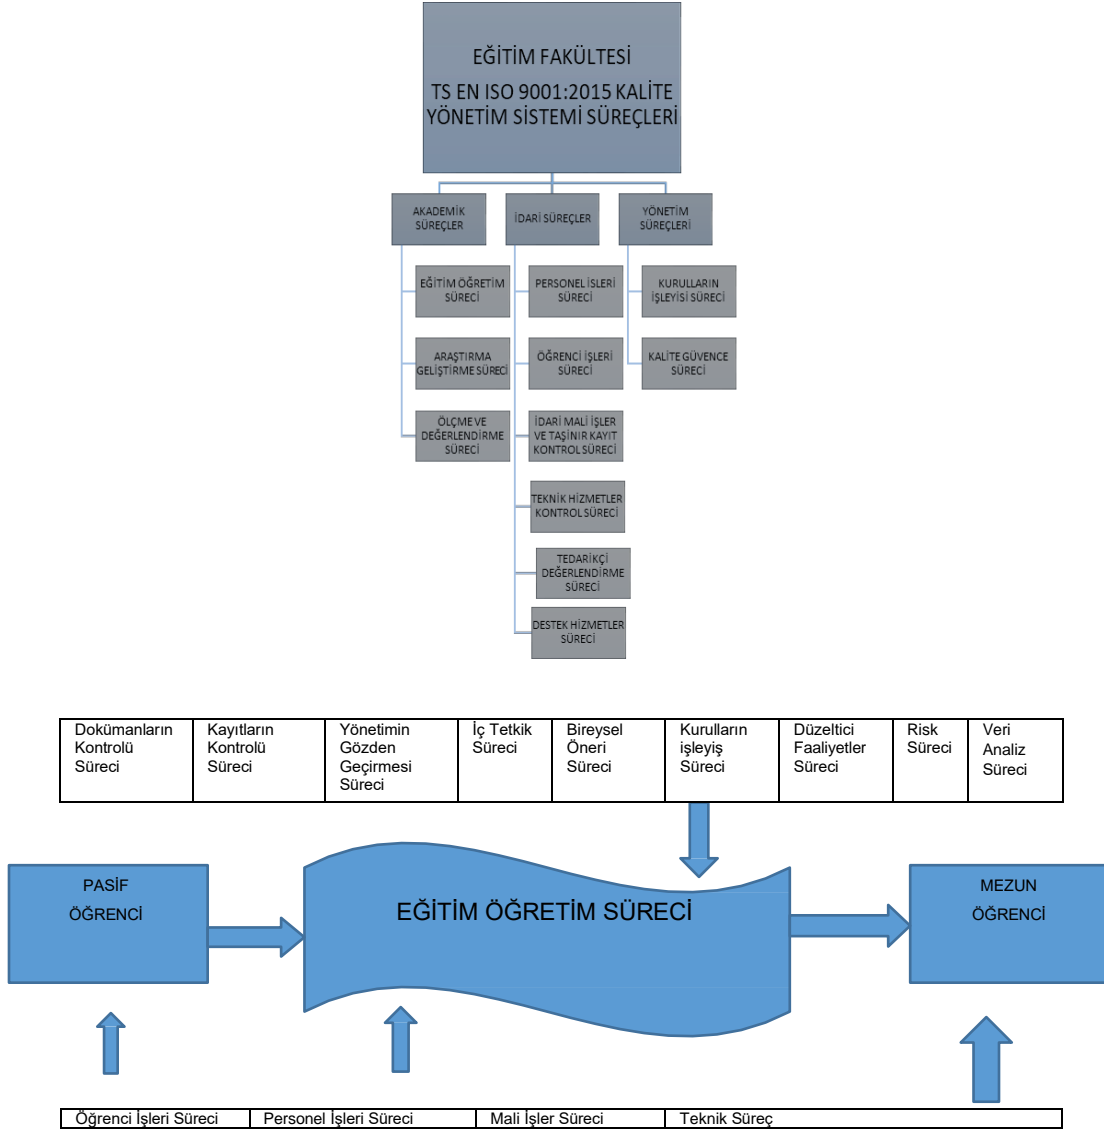 EĞİTİM FAKÜLTESİ
TS EN ISO 9001:2015 KALİTE
YÖNETİM SİSTEMİ SÜREÇLERİ
AKADEMİK
SÜREÇLER
İDARİ SÜREÇLER
YÖNETİM
SÜREÇLERİ
EĞİTİM ÖĞRETİM
SÜRECİ
PERSONEL İSLERİ
SÜRECİ
KURULLARIN
İŞLEYİSİ SÜRECİ
ARAŞTIRMA
GELİŞTİRME SÜRECİ
ÖĞRENCİ İŞLERİ
SÜRECİ
KALİTE GÜVENCE
SÜRECİ
ÖLÇME VE
DEĞERLENDİRME
SÜRECİ
İDARİ MALİ İŞLER
VE TAŞİNIR KAYIT
KONTROL SÜRECİ
TEKNİK HİZMETLER
KONTROL SÜRECİ
TEDARİKÇİ
DEĞERLENDİRME
SÜRECİ
DESTEK HİZMETLER
SÜRECİ
Dokümanların
Kontrolü
Süreci
Kayıtların
Kontrolü
Süreci
Yönetimin
Gözden
Geçirmesi
Süreci
İç Tetkik
Süreci
Bireysel
Öneri
Süreci
Kurulların
işleyiş
Süreci
Düzeltici
Faaliyetler
Süreci
Risk
Süreci
Veri
Analiz
Süreci
PASİF
ÖĞRENCİ
EĞİTİM ÖĞRETİM SÜRECİ
MEZUN
ÖĞRENCİ
Öğrenci İşleri Süreci
Personel İşleri Süreci
Mali İşler Süreci
Teknik Süreç